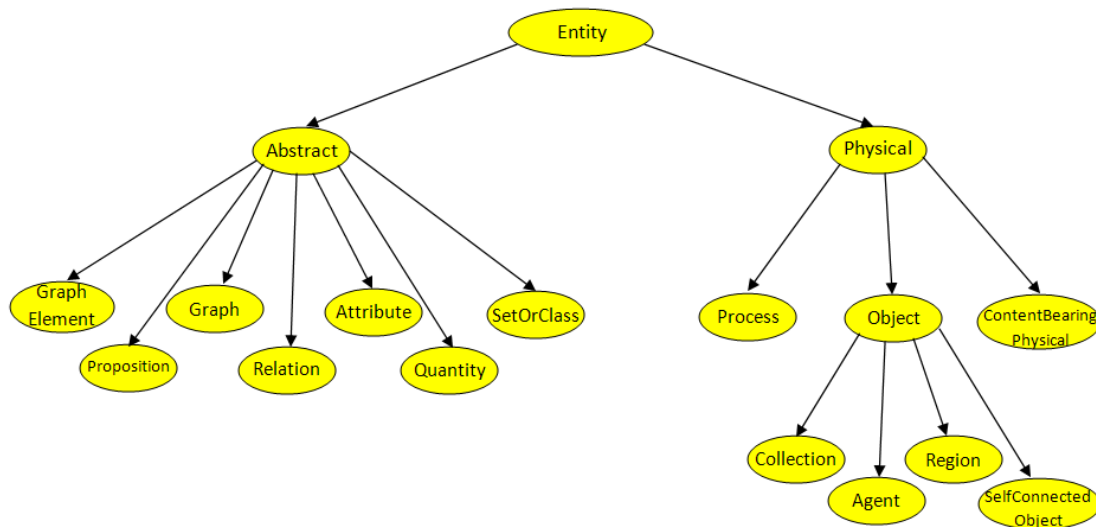 Entity
Abstract
Physical
Graph
Element
Graph
Attribute
SetOrClass
Proposition
Relation
Quantity
Process
Object
ContentBearing
Physical
Collection
Region
Agent
SelfConnected
Object